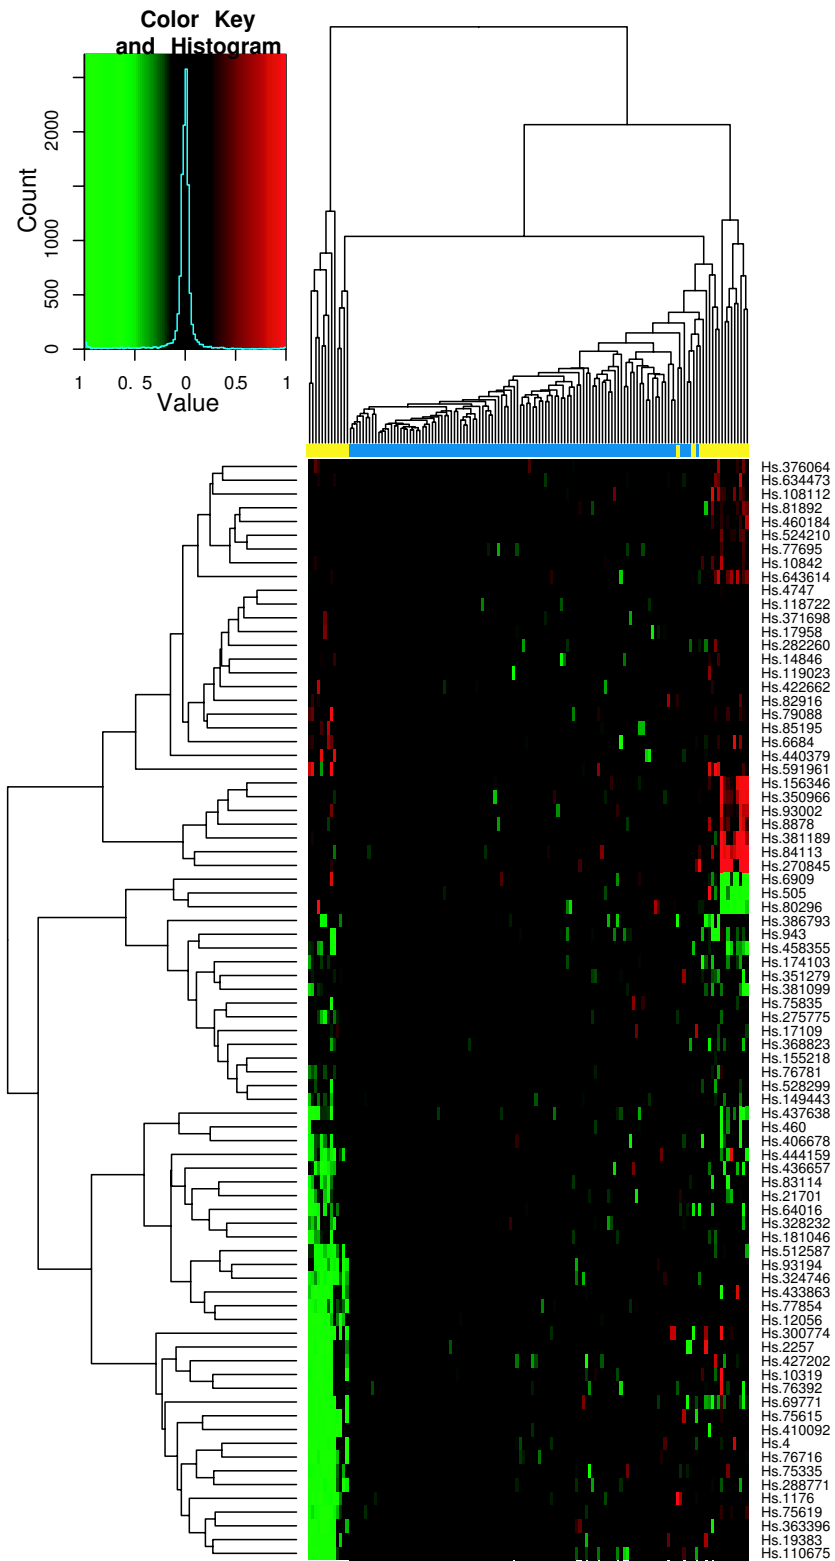 Color Key
and Histogram
Count
0
500
1000
2000
1
0. 5
0
0.5
1
Value
Hs.376064
Hs.634473
Hs.108112
Hs.81892
Hs.460184
Hs.524210
Hs.77695
Hs.10842
Hs.643614
Hs.4747
Hs.118722
Hs.371698
Hs.17958
Hs.282260
Hs.14846
Hs.119023
Hs.422662
Hs.82916
Hs.79088
Hs.85195
Hs.6684
Hs.440379
Hs.591961
Hs.156346
Hs.350966
Hs.93002
Hs.8878
Hs.381189
Hs.84113
Hs.270845
Hs.6909
Hs.505
Hs.80296
Hs.386793
Hs.943
Hs.458355
Hs.174103
Hs.351279
Hs.381099
Hs.75835
Hs.275775
Hs.17109
Hs.368823
Hs.155218
Hs.76781
Hs.528299
Hs.149443
Hs.437638
Hs.460
Hs.406678
Hs.444159
Hs.436657
Hs.83114
Hs.21701
Hs.64016
Hs.328232
Hs.181046
Hs.512587
Hs.93194
Hs.324746
Hs.433863
Hs.77854
Hs.12056
Hs.300774
Hs.2257
Hs.427202
Hs.10319
Hs.76392
Hs.69771
Hs.75615
Hs.410092
Hs.4
Hs.76716
Hs.75335
Hs.288771
Hs.1176
Hs.75619
Hs.363396
Hs.19383
Hs.110675